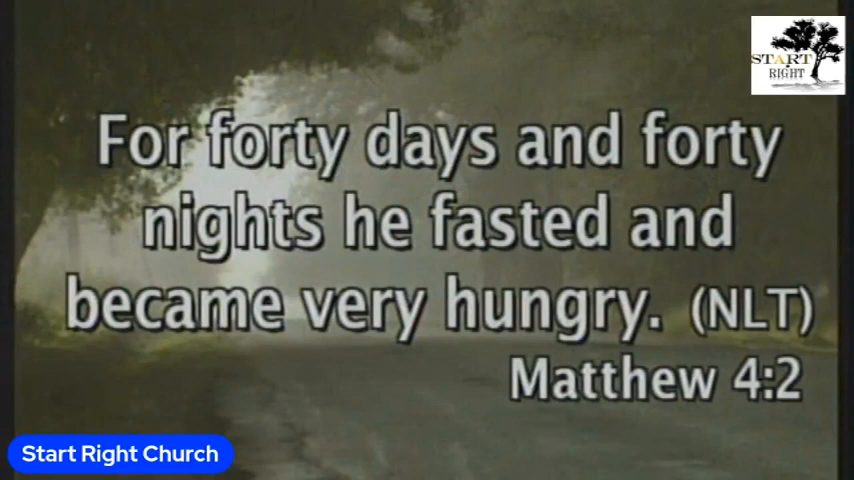 START
RIGHT
For forty days and forty
nights he fasted and
became very hungry. (NLT)
Matthew 4:2
Start Right Church